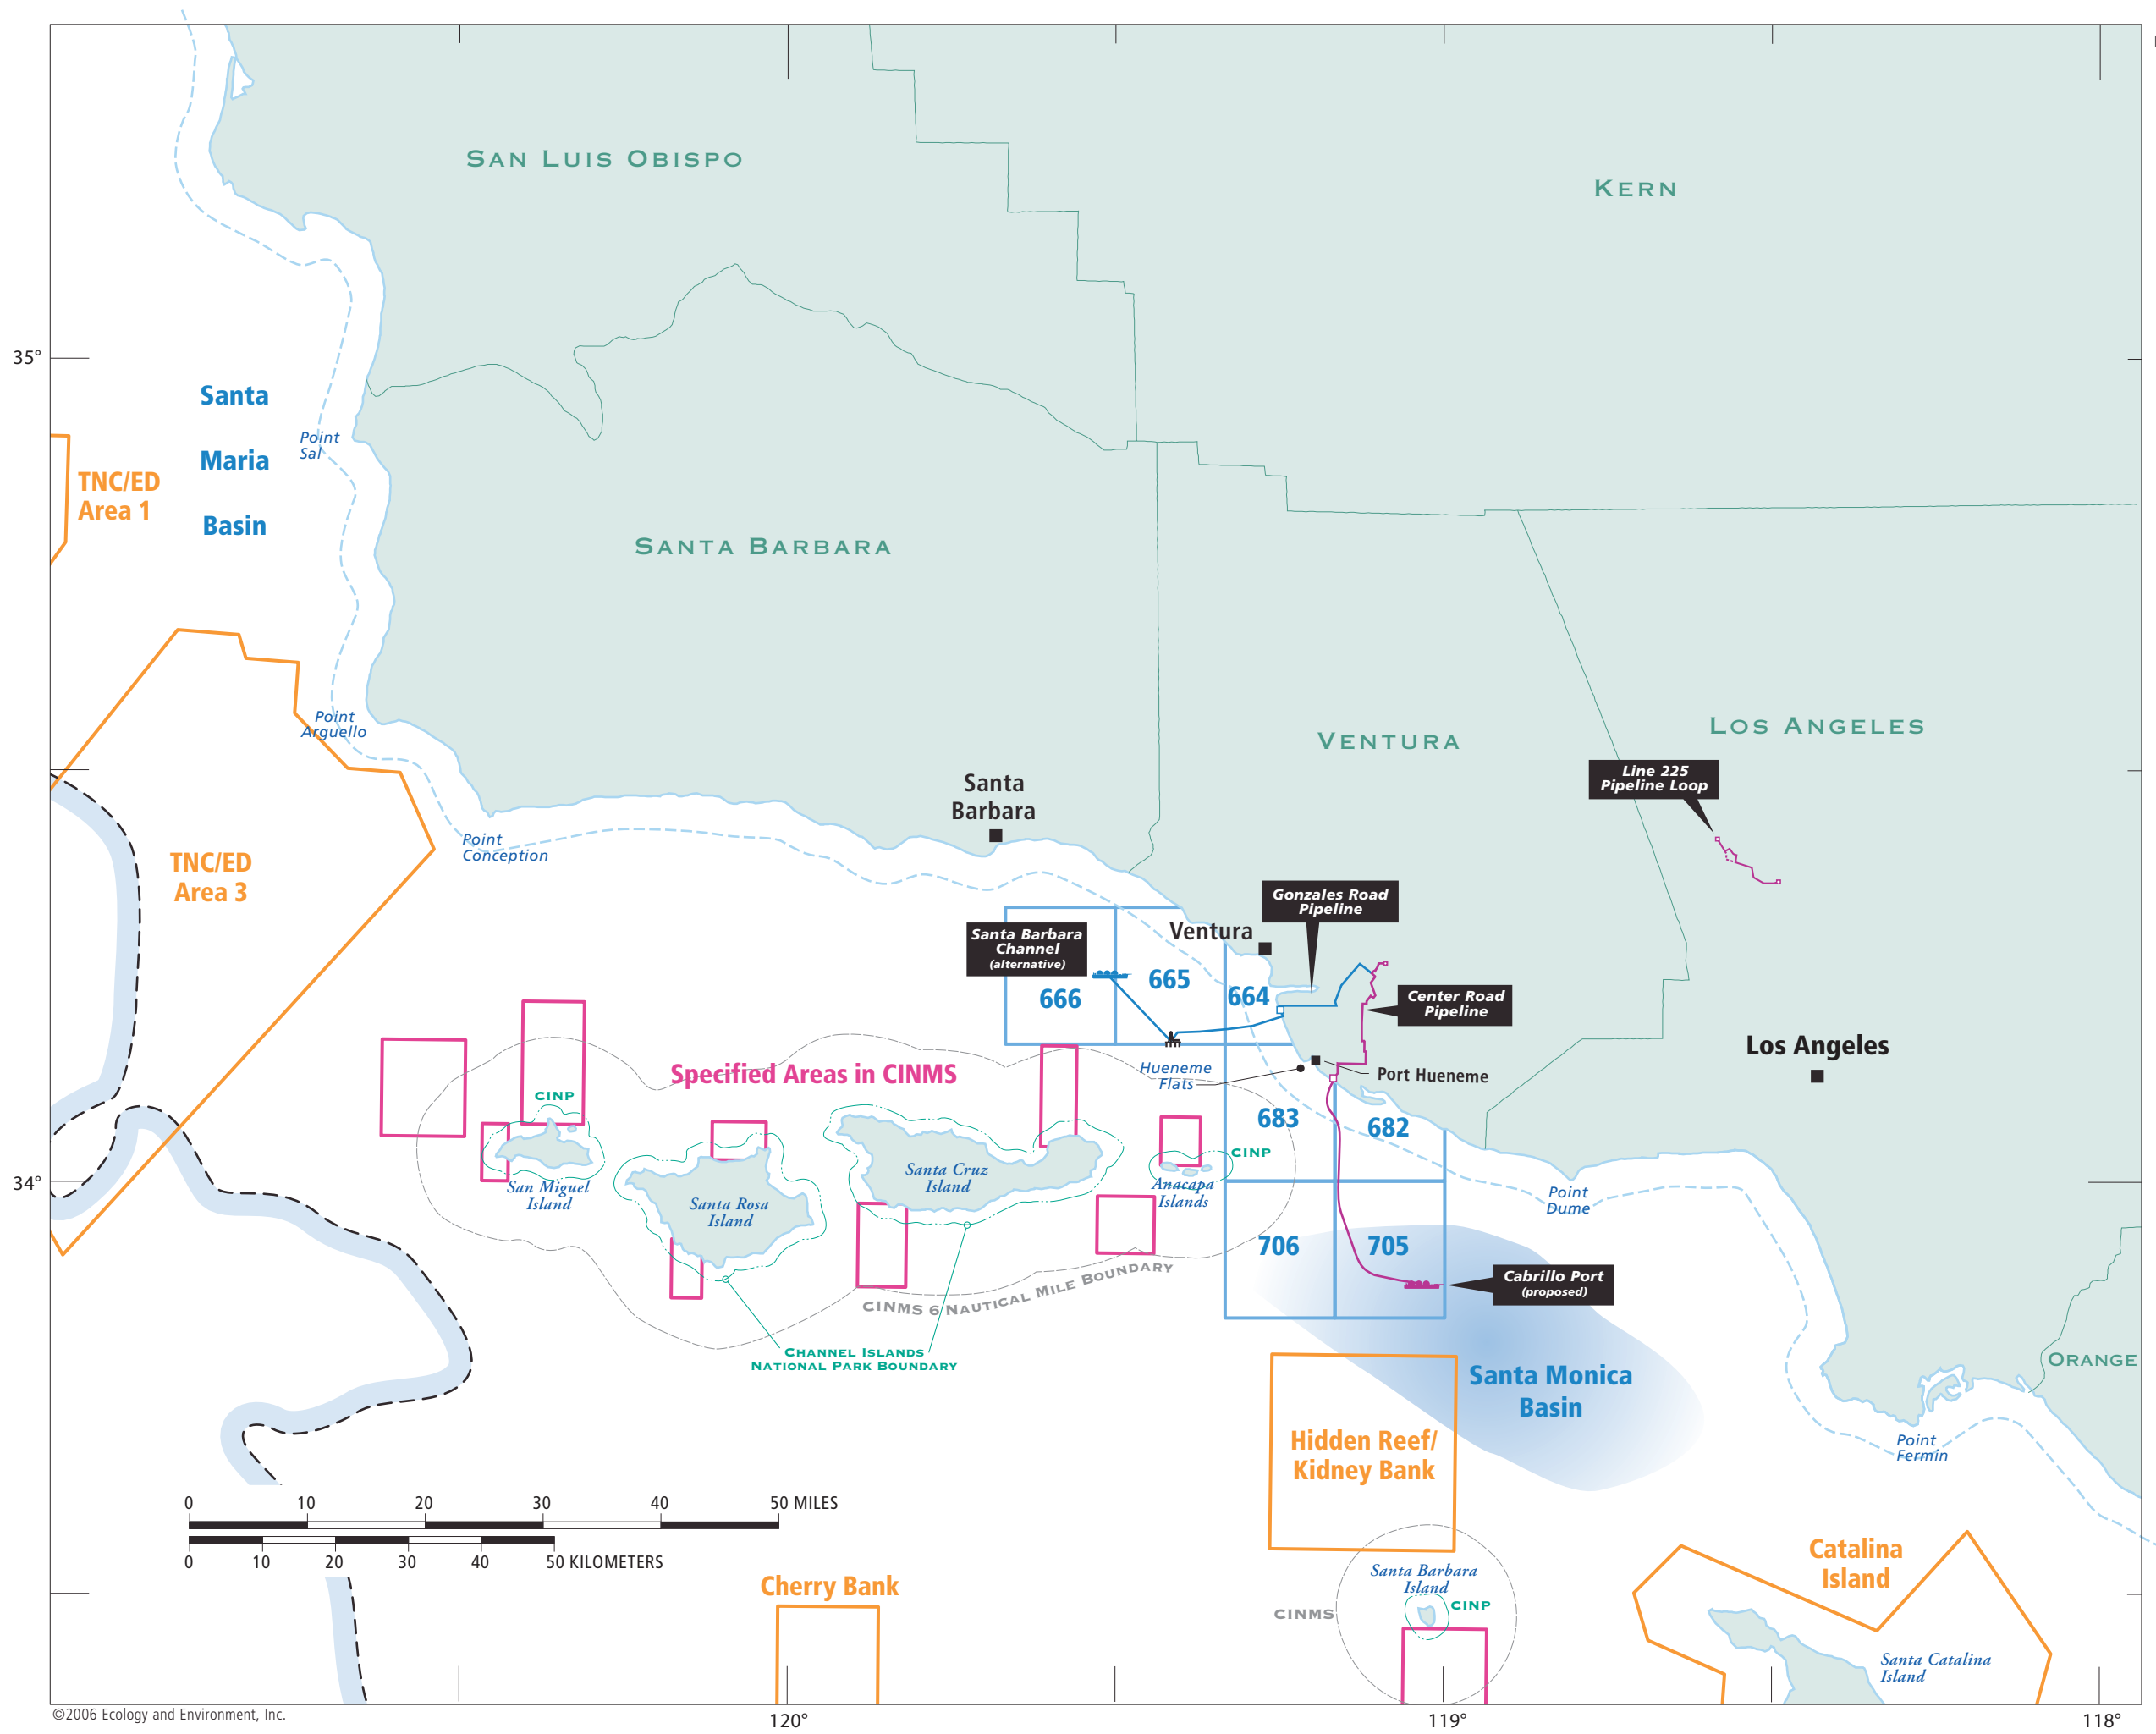 SAN LUIS OBISPO
KERN
35°
Santa
Maria
Basin
Point
Sal
TNC/ED
Area 1
SANTA BARBARA
Point
Arguello
VENTURA
LOS ANGELES
Line 225
Pipeline Loop
Santa
Barbara
Point
Conception
TNC/ED
Area 3
Gonzales Road
Pipeline
Ventura
Santa Barbara
Channel
(alternative)
666
665
664
Center Road
Pipeline
Los Angeles
Hueneme
Flats
Port Hueneme
Specified Areas in CINMS
CINP
683
682
CINP
34°
San Miguel
Island
Santa Rosa
Island
Santa Cruz
Island
Anacapa
Islands
Point
Dume
706
705
Cabrillo Port
(proposed)
CINMS 6 NAUTICAL MILE BOUNDARY
CHANNEL ISLANDS
NATIONAL PARK BOUNDARY
ORANGE
Santa Monica
Basin
Hidden Reef/
Kidney Bank
Point
Fermin
0 10 20 30 40 50 MILES
0 10 20 30 40 50 KILOMETERS
Cherry Bank
Santa Barbara
Island
CINMS
CINP
Catalina
Island
Santa Catalina
Island
©2006 Ecology and Environment, Inc.
120°
119°
118°